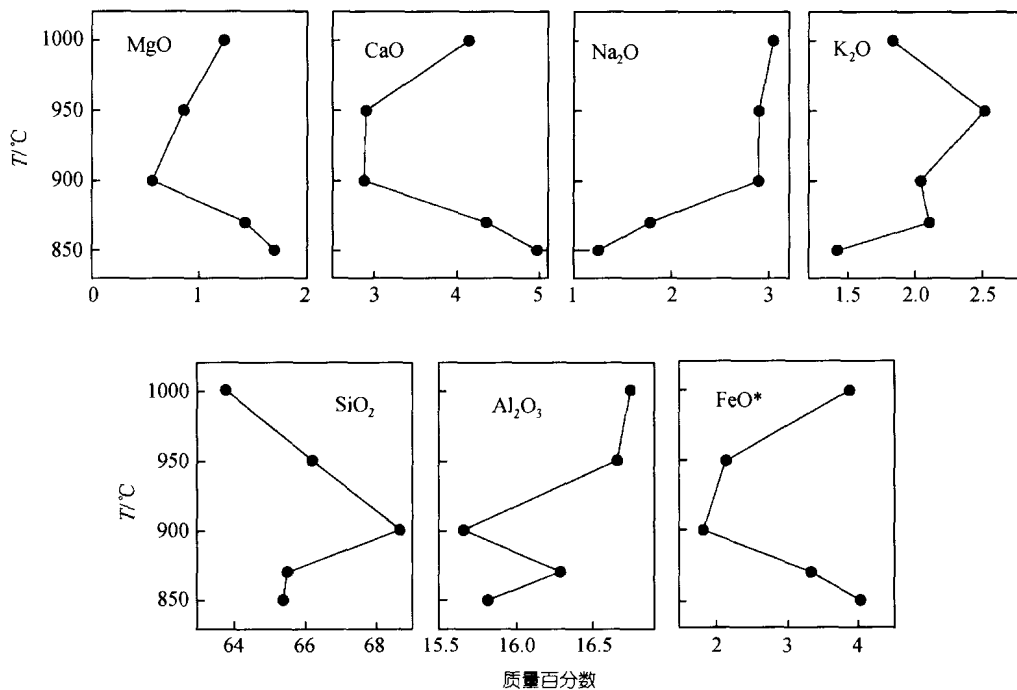 1000
950
900
850
T/℃
MgO
CaO
Na₂O
K₂O
0 1 2
3 4 5
1 2 3
1.5 2.0 2.5
1000
950
900
850
T/℃
SiO₂
Al₂O₃
FeO*
64 66 68
15.5 16.0 16.5
2 3 4
质量百分数